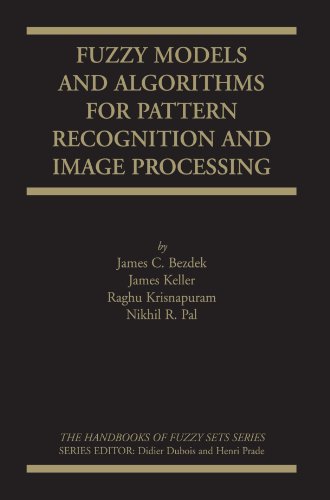 FUZZY MODELS
AND ALGORITHMS
FOR PATTERN
RECOGNITION AND
IMAGE PROCESSING
by
James C. Bezdek
James Keller
Raghu Krisnapuram
Nikhil R. Pal
THE HANDBOOKS OF FUZZY SETS SERIES
SERIES EDITOR: Didier Dubois and Henri Prade